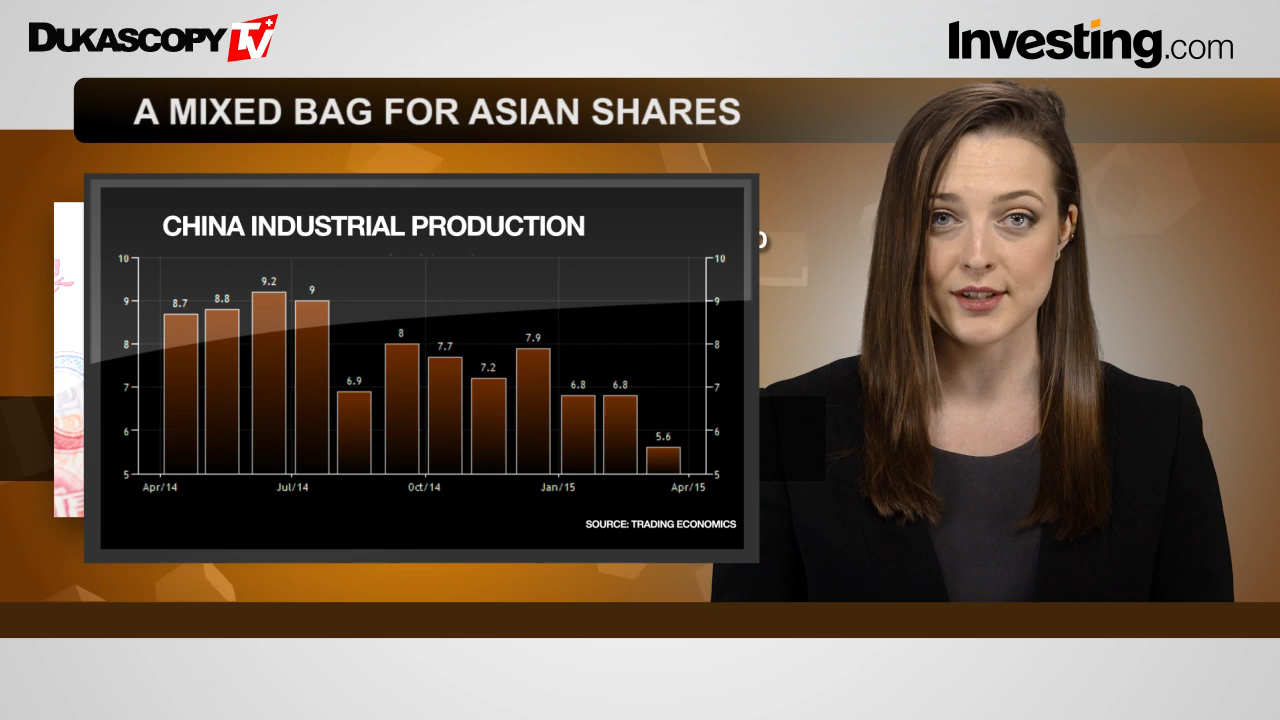 DUKASCOPY TV
Investing.com
A MIXED BAG FOR ASIAN SHARES
CHINA INDUSTRIAL PRODUCTION
10 10
9 9
8 8
7 7
6 6
5 5
8.7 8.8 9.2 9 6.9 8 7.7 7.2 7.9 6.8 6.8 5.6
Apr/14 Jul/14 Oct/14 Jan/15 Apr/15
SOURCE: TRADING ECONOMICS